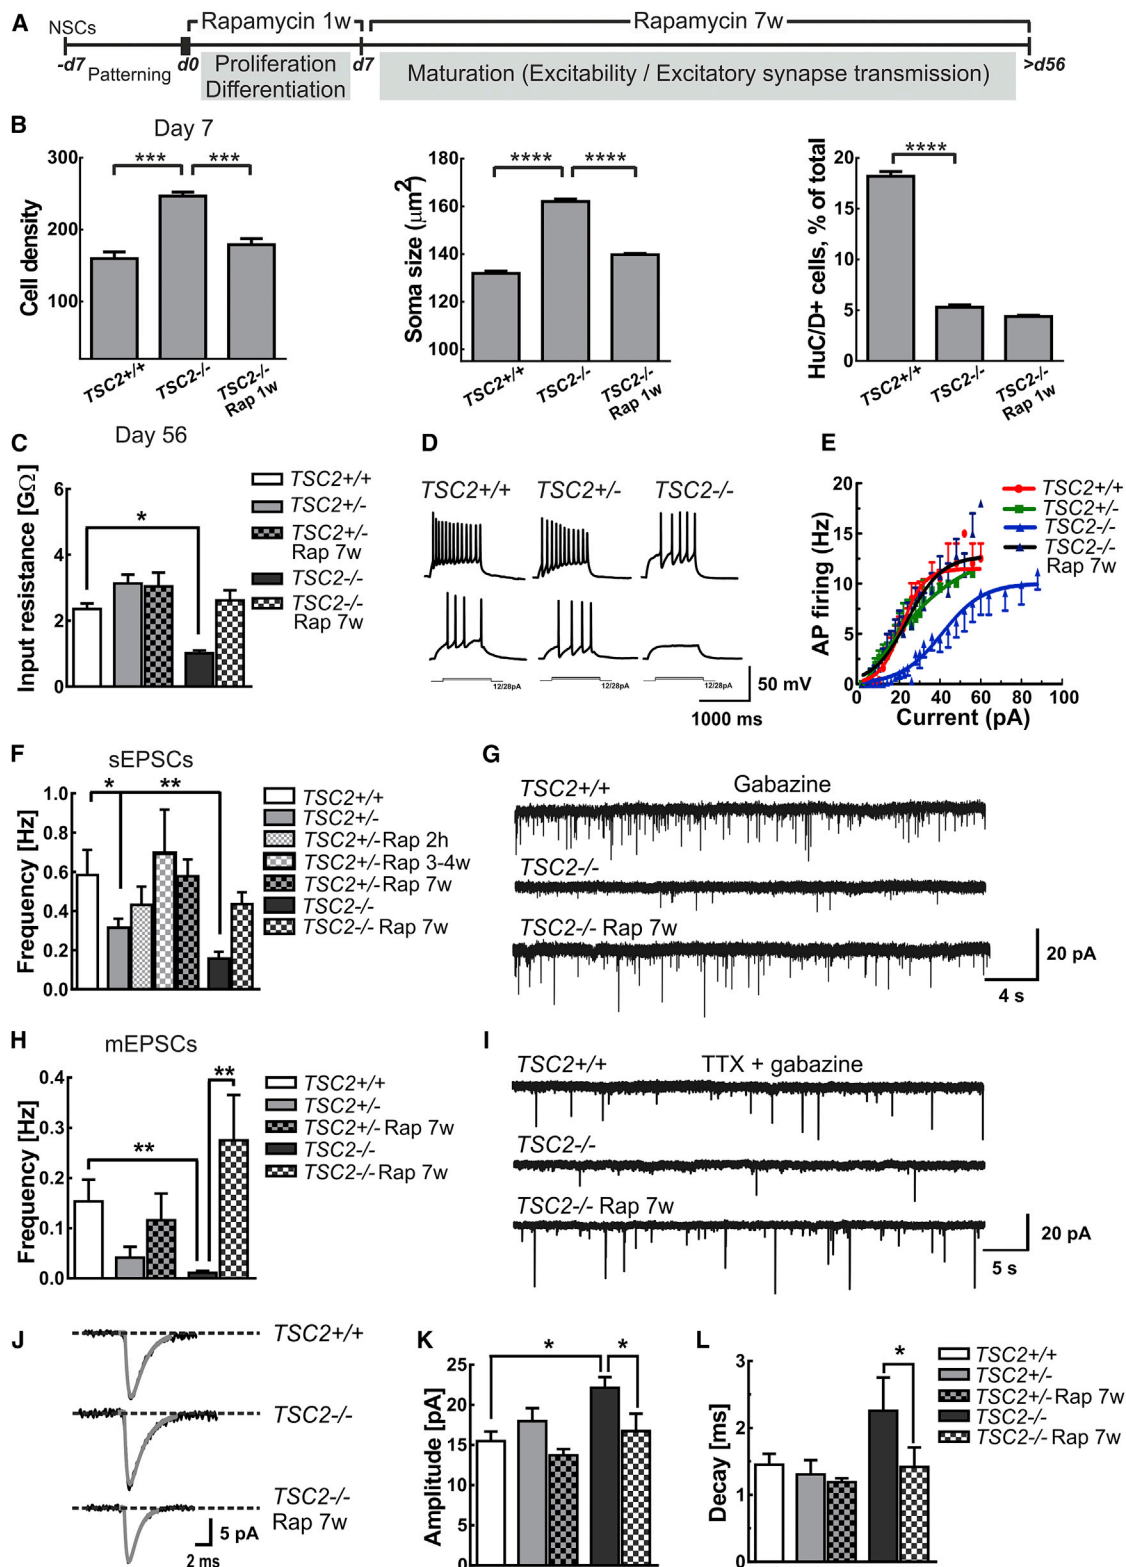 A
NSCs
Rapamycin 1w
Rapamycin 7w
-d7
Patterning
d0
Proliferation
Differentiation
d7
Maturation (Excitability / Excitatory synapse transmission)
>d56
B
Day 7
300
200
100
Cell density
***
***
TSC2+/+
TSC2-/-
TSC2-/-
Rap 1w
180
160
140
120
100
Soma size (μm2)
****
****
TSC2+/+
TSC2-/-
TSC2-/-
Rap 1w
20
15
10
5
0
HuC/D+ cells, % of total
****
TSC2+/+
TSC2-/-
TSC2-/-
Rap 1w
C
Day 56
Input resistance [GΩ]
6
4
2
0
*
TSC2+/+
TSC2+/-
TSC2+/-
Rap 7w
TSC2-/-
TSC2-/-
Rap 7w
D
TSC2+/+
TSC2+/-
TSC2-/-
12/28pA
12/28pA
12/28pA
50 mV
1000 ms
E
AP firing (Hz)
20
15
10
5
0
20
40
60
80
100
Current (pA)
TSC2+/+
TSC2+/-
TSC2-/-
TSC2-/-
Rap 7w
F
sEPSCs
Frequency [Hz]
1.0
0.8
0.6
0.4
0.2
0.0
*
**
TSC2+/+
TSC2+/-
TSC2+/- Rap 2h
TSC2+/- Rap 3-4w
TSC2+/- Rap 7w
TSC2-/-
TSC2-/- Rap 7w
G
Gabazine
TSC2+/+
TSC2-/-
TSC2-/- Rap 7w
20 pA
4 s
H
mEPSCs
Frequency [Hz]
0.4
0.3
0.2
0.1
0.0
**
**
TSC2+/+
TSC2+/-
TSC2+/- Rap 7w
TSC2-/-
TSC2-/- Rap 7w
I
TTX + gabazine
TSC2+/+
TSC2-/-
TSC2-/- Rap 7w
20 pA
5 s
J
TSC2+/+
TSC2-/-
TSC2-/-
Rap 7w
5 pA
2 ms
K
Amplitude [pA]
25
20
15
10
5
0
*
*
L
Decay [ms]
3
2
1
0
*
TSC2+/+
TSC2+/-
TSC2+/- Rap 7w
TSC2-/-
TSC2-/- Rap 7w